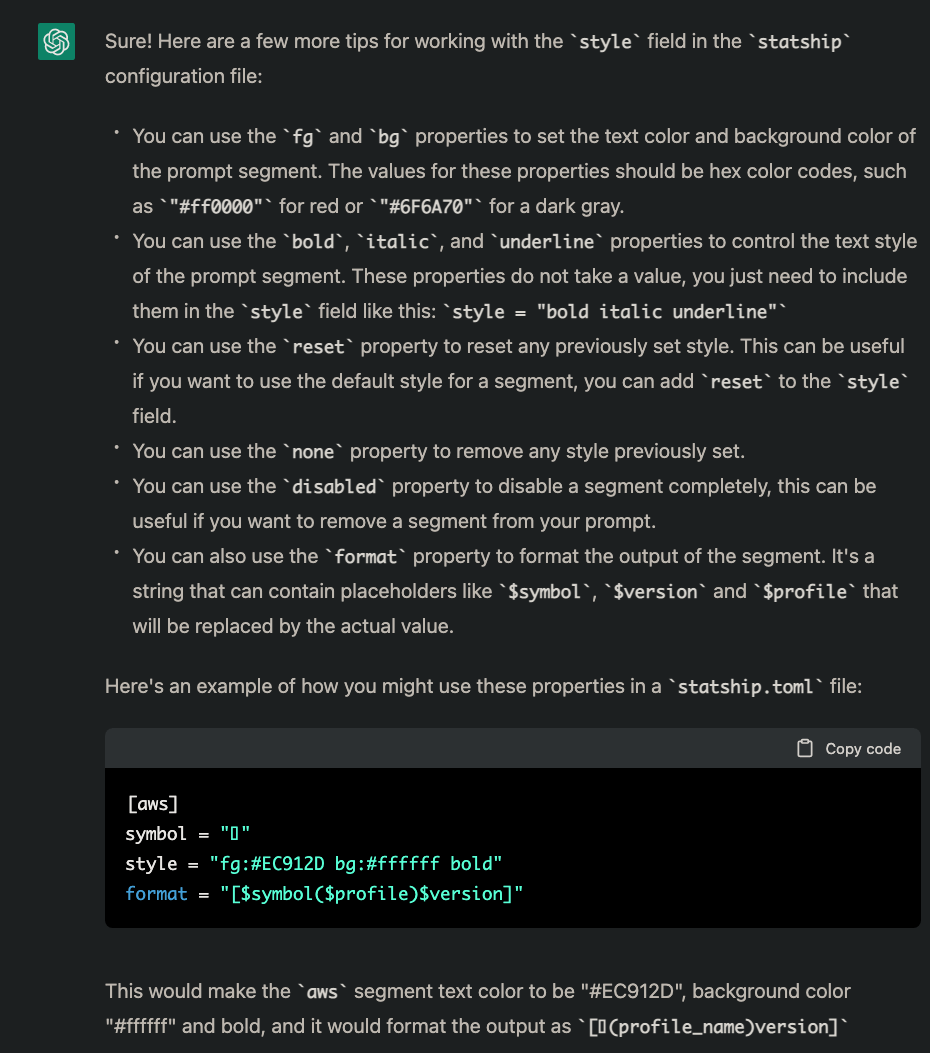 Sure! Here are a few more tips for working with the `style` field in the `statship`
configuration file:
• You can use the `fg` and `bg` properties to set the text color and background color of
the prompt segment. The values for these properties should be hex color codes, such
as `"#ff0000"` for red or `"#6F6A70"` for a dark gray.
• You can use the `bold`, `italic`, and `underline` properties to control the text style
of the prompt segment. These properties do not take a value, you just need to include
them in the `style` field like this: `style = "bold italic underline"`
• You can use the `reset` property to reset any previously set style. This can be useful
if you want to use the default style for a segment, you can add `reset` to the `style`
field.
• You can use the `none` property to remove any style previously set.
• You can use the `disabled` property to disable a segment completely, this can be
useful if you want to remove a segment from your prompt.
• You can also use the `format` property to format the output of the segment. It's a
string that can contain placeholders like `$symbol`, `$version` and `$profile` that
will be replaced by the actual value.
Here's an example of how you might use these properties in a `statship.toml` file:
Copy code
[aws]
symbol = "▯"
style = "fg:#EC912D bg:#ffffff bold"
format = "[$symbol($profile)$version]"
This would make the `aws` segment text color to be "#EC912D", background color
"#ffffff" and bold, and it would format the output as `[▯(profile_name)version]`